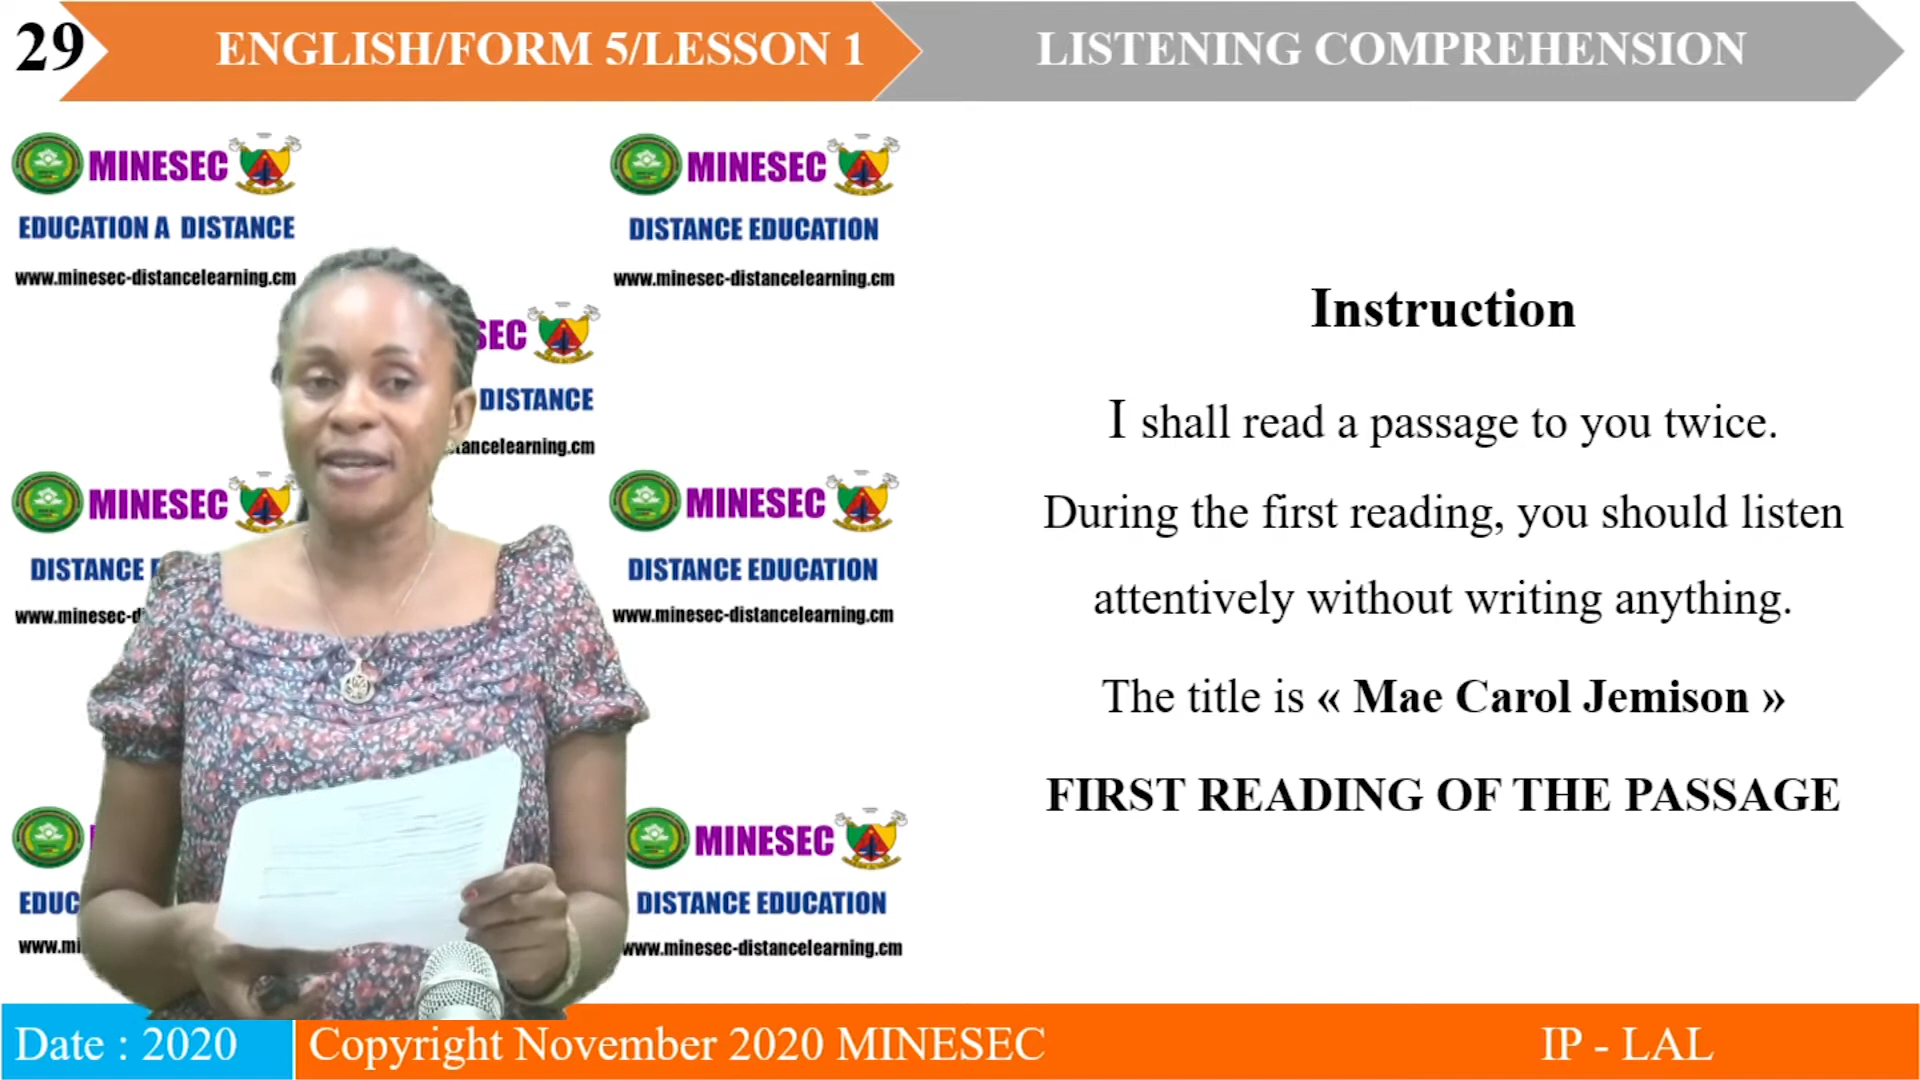 29
ENGLISH/FORM 5/LESSON 1
LISTENING COMPREHENSION
MINESEC
EDUCATION A DISTANCE
www.minesec-distancelearning.cm
MINESEC
DISTANCE EDUCATION
www.minesec-distancelearning.cm
SEC
DISTANCE
ancelearning.cm
MINESEC
DISTANCE
www.minesec-d
MINESEC
DISTANCE EDUCATION
www.minesec-distancelearning.cm
EDUC
www.mi
MINESEC
DISTANCE EDUCATION
www.minesec-distancelearning.cm
Instruction
I shall read a passage to you twice.
During the first reading, you should listen
attentively without writing anything.
The title is « Mae Carol Jemison »
FIRST READING OF THE PASSAGE
Date : 2020
Copyright November 2020 MINESEC
IP - LAL